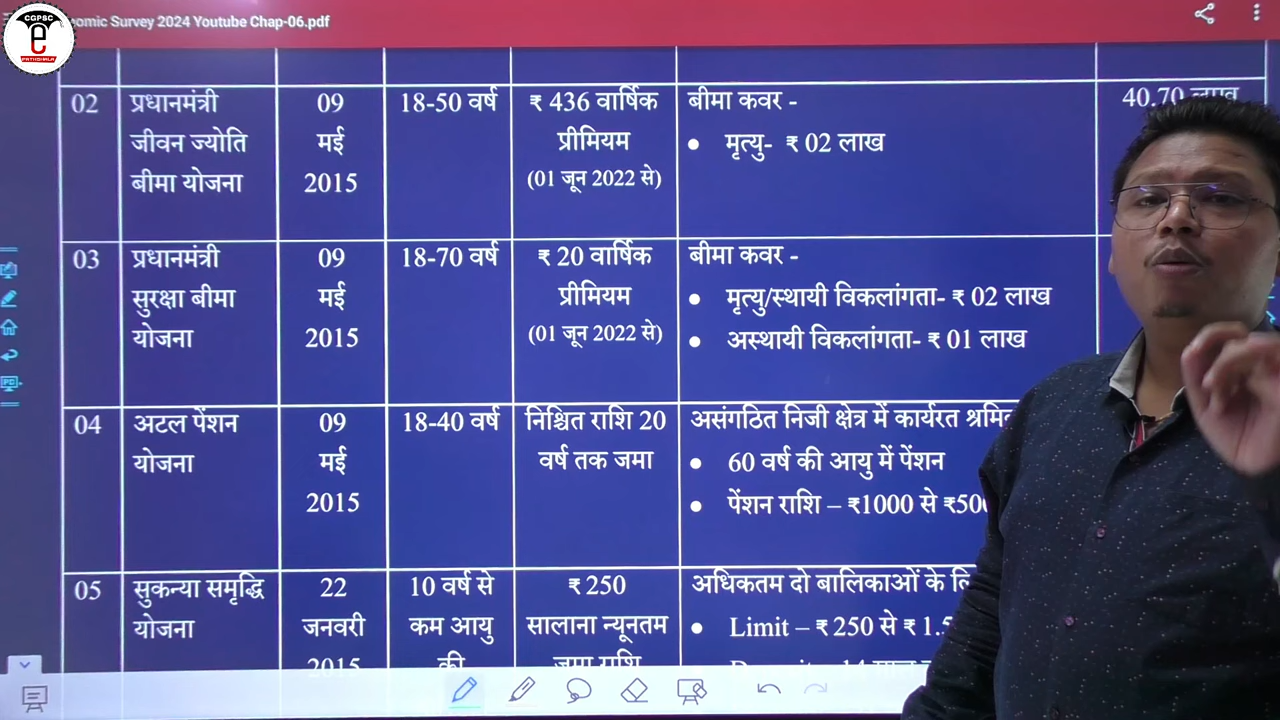 CGPSC
e
PATHSHALA
omic Survey 2024 Youtube Chap-06.pdf
02
प्रधानमंत्री
जीवन ज्योति
बीमा योजना
09
मई
2015
18-50 वर्ष
₹ 436 वार्षिक
प्रीमियम
(01 जून 2022 से)
बीमा कवर -
• मृत्यु- ₹ 02 लाख
40.70 लाख
03
प्रधानमंत्री
सुरक्षा बीमा
योजना
09
मई
2015
18-70 वर्ष
₹ 20 वार्षिक
प्रीमियम
(01 जून 2022 से)
बीमा कवर -
• मृत्यु/स्थायी विकलांगता- ₹ 02 लाख
• अस्थायी विकलांगता- ₹ 01 लाख
04
अटल पेंशन
योजना
09
मई
2015
18-40 वर्ष
निश्चित राशि 20
वर्ष तक जमा
असंगठित निजी क्षेत्र में कार्यरत
• 60 वर्ष की आयु में पेंशन
• पेंशन राशि – ₹1000 से
05
सुकन्या समृद्धि
योजना
22
जनवरी
2015
10 वर्ष से
कम आयु
की
₹ 250
सालाना न्यूनतम
जमा राशि
अधिकतम दो बालिकाओं के
• Limit – ₹ 250 से ₹ 1.5